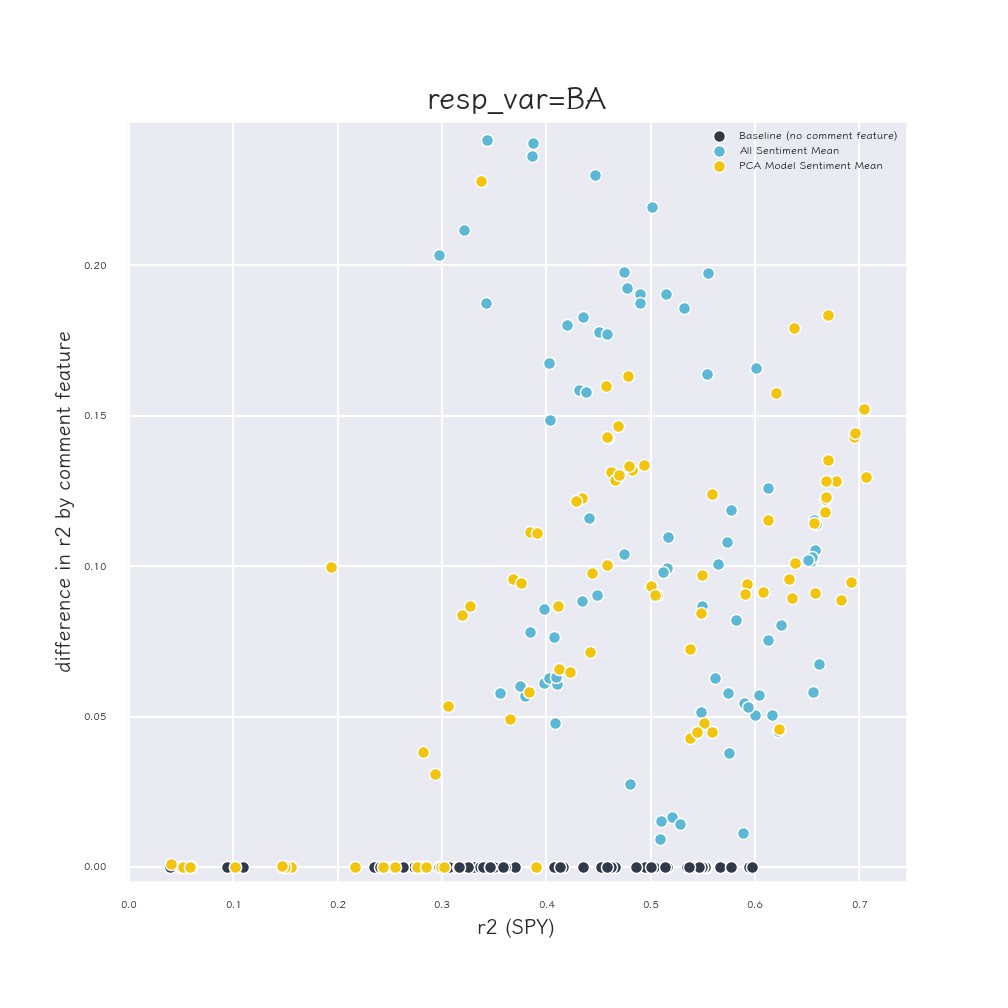 resp_var=BA
Baseline (no comment feature)
All Sentiment Mean
PCA Model Sentiment Mean
difference in r2 by comment feature
0.20
0.15
0.10
0.05
0.00
0.0 0.1 0.2 0.3 0.4 0.5 0.6 0.7
r2 (SPY)